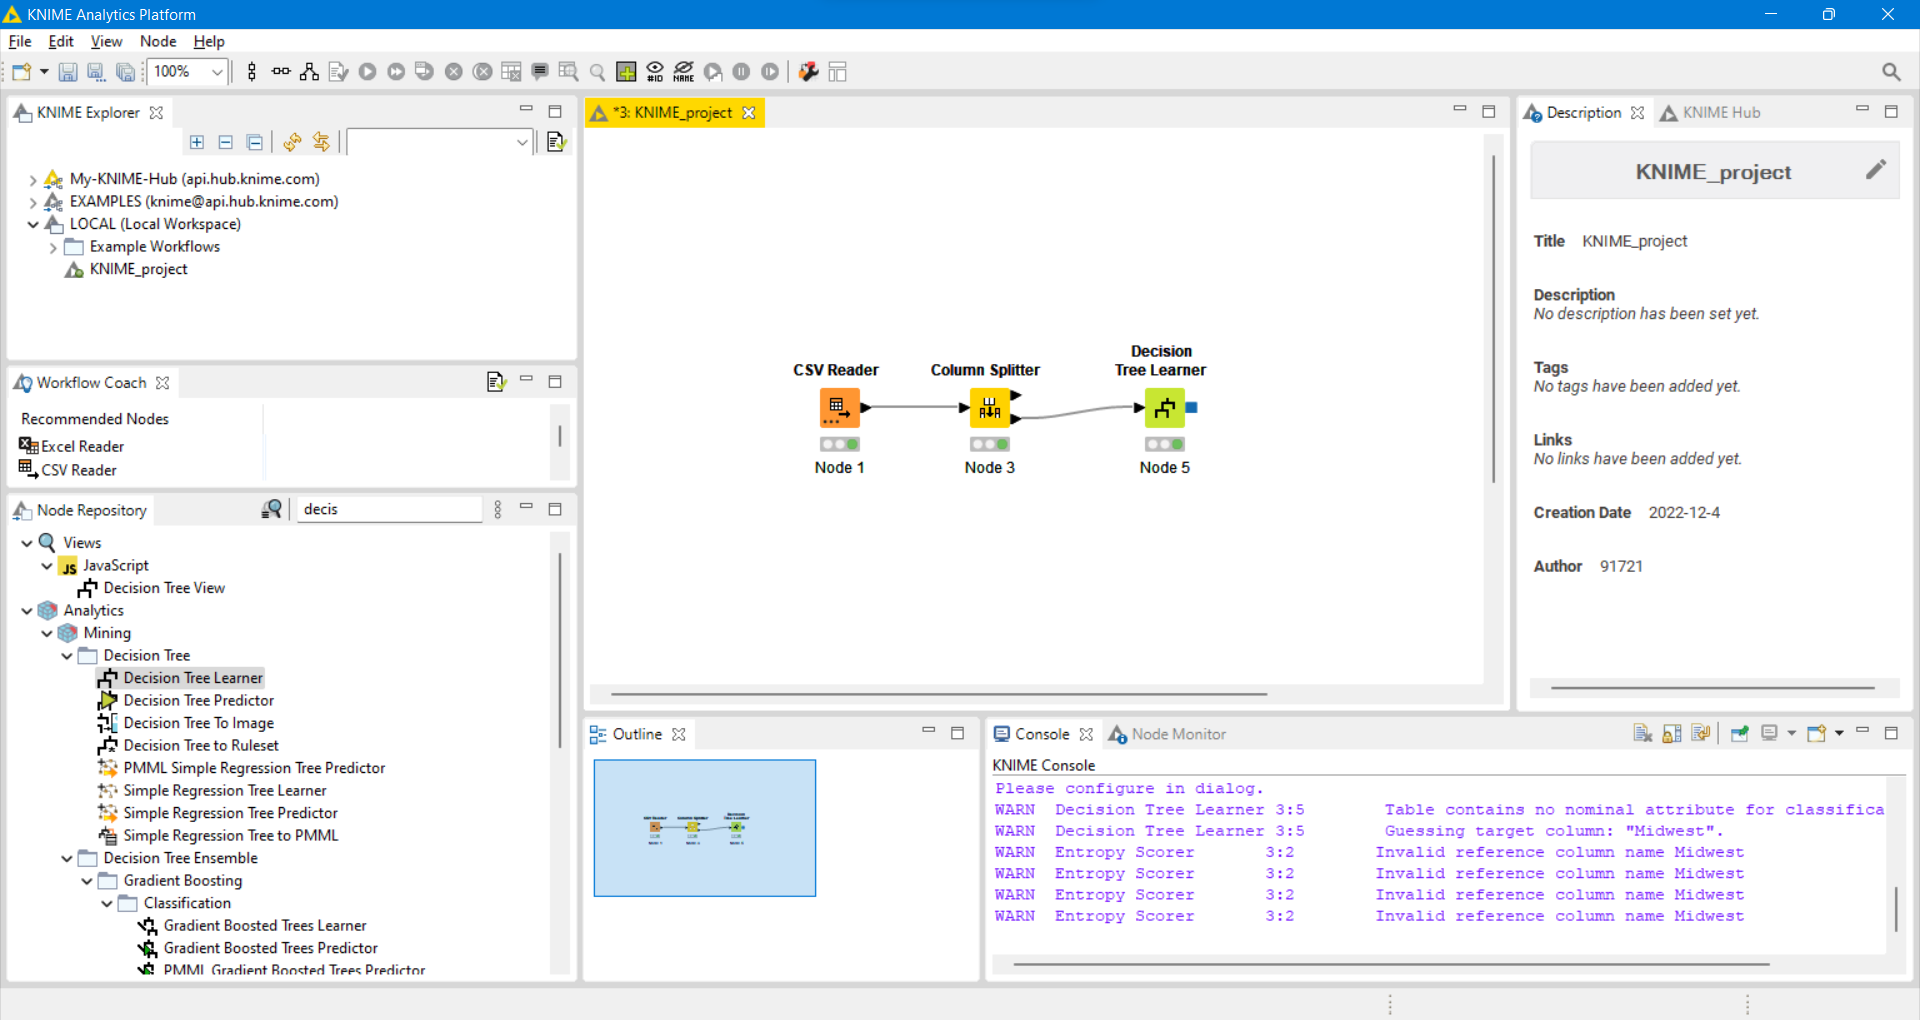 KNIME Analytics Platform
File Edit View Node Help
100%
#ID
NAME
KNIME Explorer
My-KNIME-Hub (api.hub.knime.com)
EXAMPLES (knime@api.hub.knime.com)
LOCAL (Local Workspace)
Example Workflows
KNIME_project
Workflow Coach
Recommended Nodes
Excel Reader
CSV Reader
Node Repository
decis
Views
JS JavaScript
Decision Tree View
Analytics
Mining
Decision Tree
Decision Tree Learner
Decision Tree Predictor
Decision Tree To Image
Decision Tree to Ruleset
PMML Simple Regression Tree Predictor
Simple Regression Tree Learner
Simple Regression Tree Predictor
Simple Regression Tree to PMML
Decision Tree Ensemble
Gradient Boosting
Classification
Gradient Boosted Trees Learner
Gradient Boosted Trees Predictor
PMML Gradient Boosted Trees Predictor
*3: KNIME_project
CSV Reader
Node 1
Column Splitter
Node 3
Decision
Tree Learner
Node 5
Outline
Console
Node Monitor
KNIME Console
Please configure in dialog.
WARN Decision Tree Learner 3:5 Table contains no nominal attribute for classifica
WARN Decision Tree Learner 3:5 Guessing target column: "Midwest".
WARN Entropy Scorer 3:2 Invalid reference column name Midwest
WARN Entropy Scorer 3:2 Invalid reference column name Midwest
WARN Entropy Scorer 3:2 Invalid reference column name Midwest
WARN Entropy Scorer 3:2 Invalid reference column name Midwest
Description
KNIME Hub
KNIME_project
Title KNIME_project
Description
No description has been set yet.
Tags
No tags have been added yet.
Links
No links have been added yet.
Creation Date 2022-12-4
Author 91721